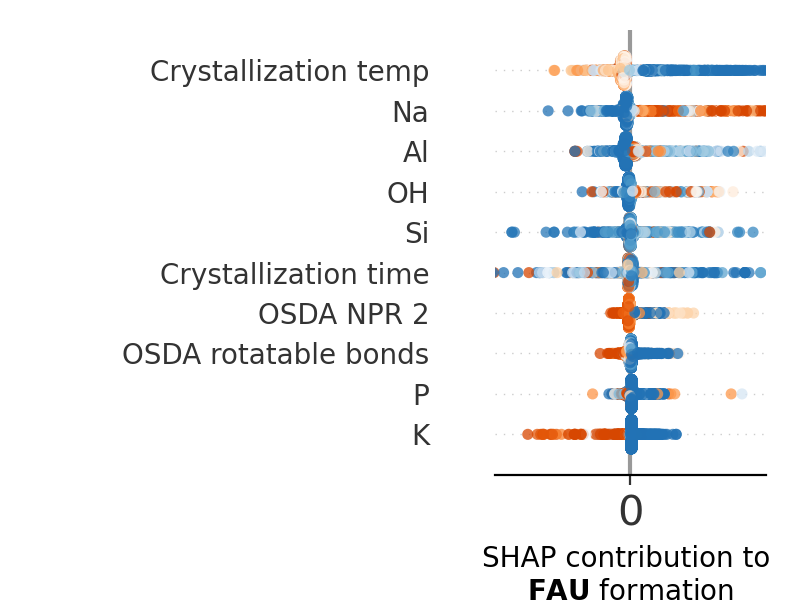 Crystallization temp
Na
Al
OH
Si
Crystallization time
OSDA NPR 2
OSDA rotatable bonds
P
K
0
SHAP contribution to
FAU formation